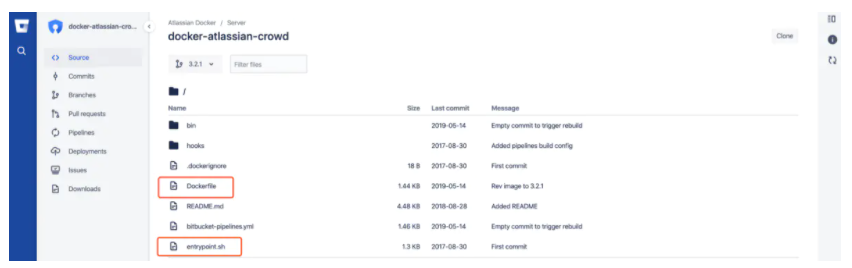 docker-atlassian-cro...
Source
Commits
Branches
Pull requests
Pipelines
Deployments
Issues
Downloads
Atlassian Docker / Server
docker-atlassian-crowd
Clone
3.2.1
Filter files
/
Name Size Last commit Message
bin 2019-05-14 Empty commit to trigger rebuild
hooks 2017-08-30 Added pipelines build config
.dockerignore 18 B 2017-08-30 First commit
Dockerfile 1.44 KB 2019-05-14 Rev image to 3.2.1
README.md 4.48 KB 2018-08-28 Added README
bitbucket-pipelines.yml 1.46 KB 2019-05-14 Empty commit to trigger rebuild
entrypoint.sh 1.3 KB 2017-08-30 First commit